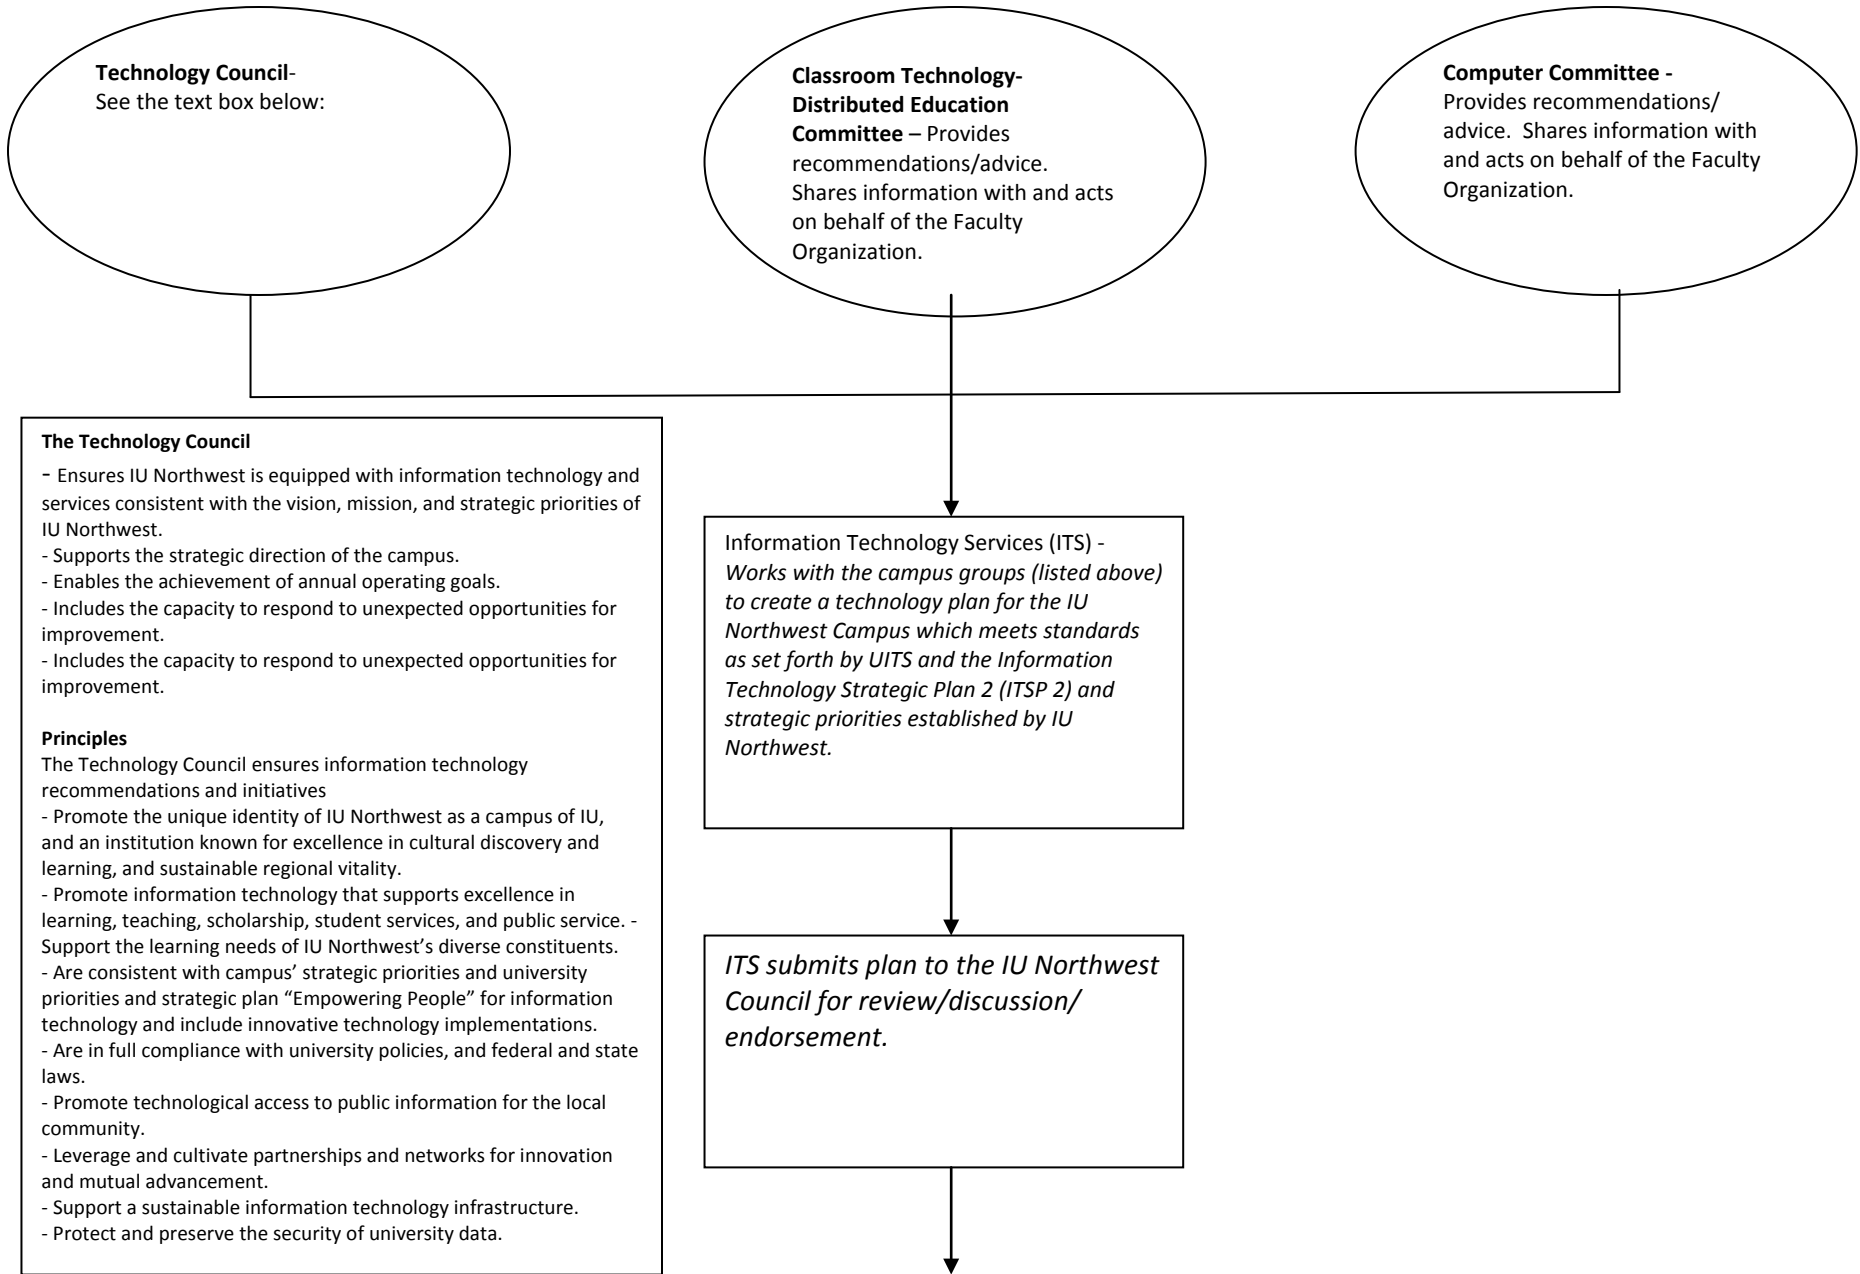 Technology Council-
See the text box below:
Classroom Technology-
Distributed Education
Committee – Provides
recommendations/advice.
Shares information with and acts
on behalf of the Faculty
Organization.
Computer Committee -
Provides recommendations/
advice.  Shares information with
and acts on behalf of the Faculty
Organization.
The Technology Council
- Ensures IU Northwest is equipped with information technology and
services consistent with the vision, mission, and strategic priorities of
IU Northwest.
- Supports the strategic direction of the campus.
- Enables the achievement of annual operating goals.
- Includes the capacity to respond to unexpected opportunities for
improvement.
- Includes the capacity to respond to unexpected opportunities for
improvement.
Principles
The Technology Council ensures information technology
recommendations and initiatives
- Promote the unique identity of IU Northwest as a campus of IU,
and an institution known for excellence in cultural discovery and
learning, and sustainable regional vitality.
- Promote information technology that supports excellence in
learning, teaching, scholarship, student services, and public service. -
Support the learning needs of IU Northwest’s diverse constituents.
- Are consistent with campus’ strategic priorities and university
priorities and strategic plan “Empowering People” for information
technology and include innovative technology implementations.
- Are in full compliance with university policies, and federal and state
laws.
- Promote technological access to public information for the local
community.
- Leverage and cultivate partnerships and networks for innovation
and mutual advancement.
- Support a sustainable information technology infrastructure.
- Protect and preserve the security of university data.
Information Technology Services (ITS) -
Works with the campus groups (listed above)
to create a technology plan for the IU
Northwest Campus which meets standards
as set forth by UITS and the Information
Technology Strategic Plan 2 (ITSP 2) and
strategic priorities established by IU
Northwest.
ITS submits plan to the IU Northwest
Council for review/discussion/
endorsement.